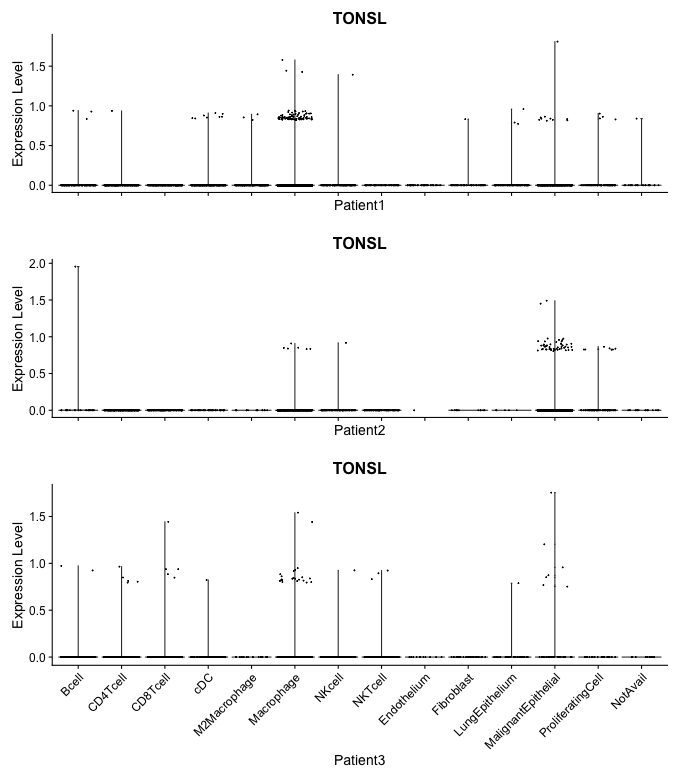 TONSL
Expression Level
1.5
1.0
0.5
0.0
Patient1
TONSL
Expression Level
2.0
1.5
1.0
0.5
0.0
Patient2
TONSL
Expression Level
1.5
1.0
0.5
0.0
Bcell
CD4Tcell
CD8Tcell
cDC
M2Macrophage
Macrophage
NKcell
NKTcell
Endothelium
Fibroblast
LungEpithelium
MalignantEpithelial
ProliferatingCell
NotAvail
Patient3